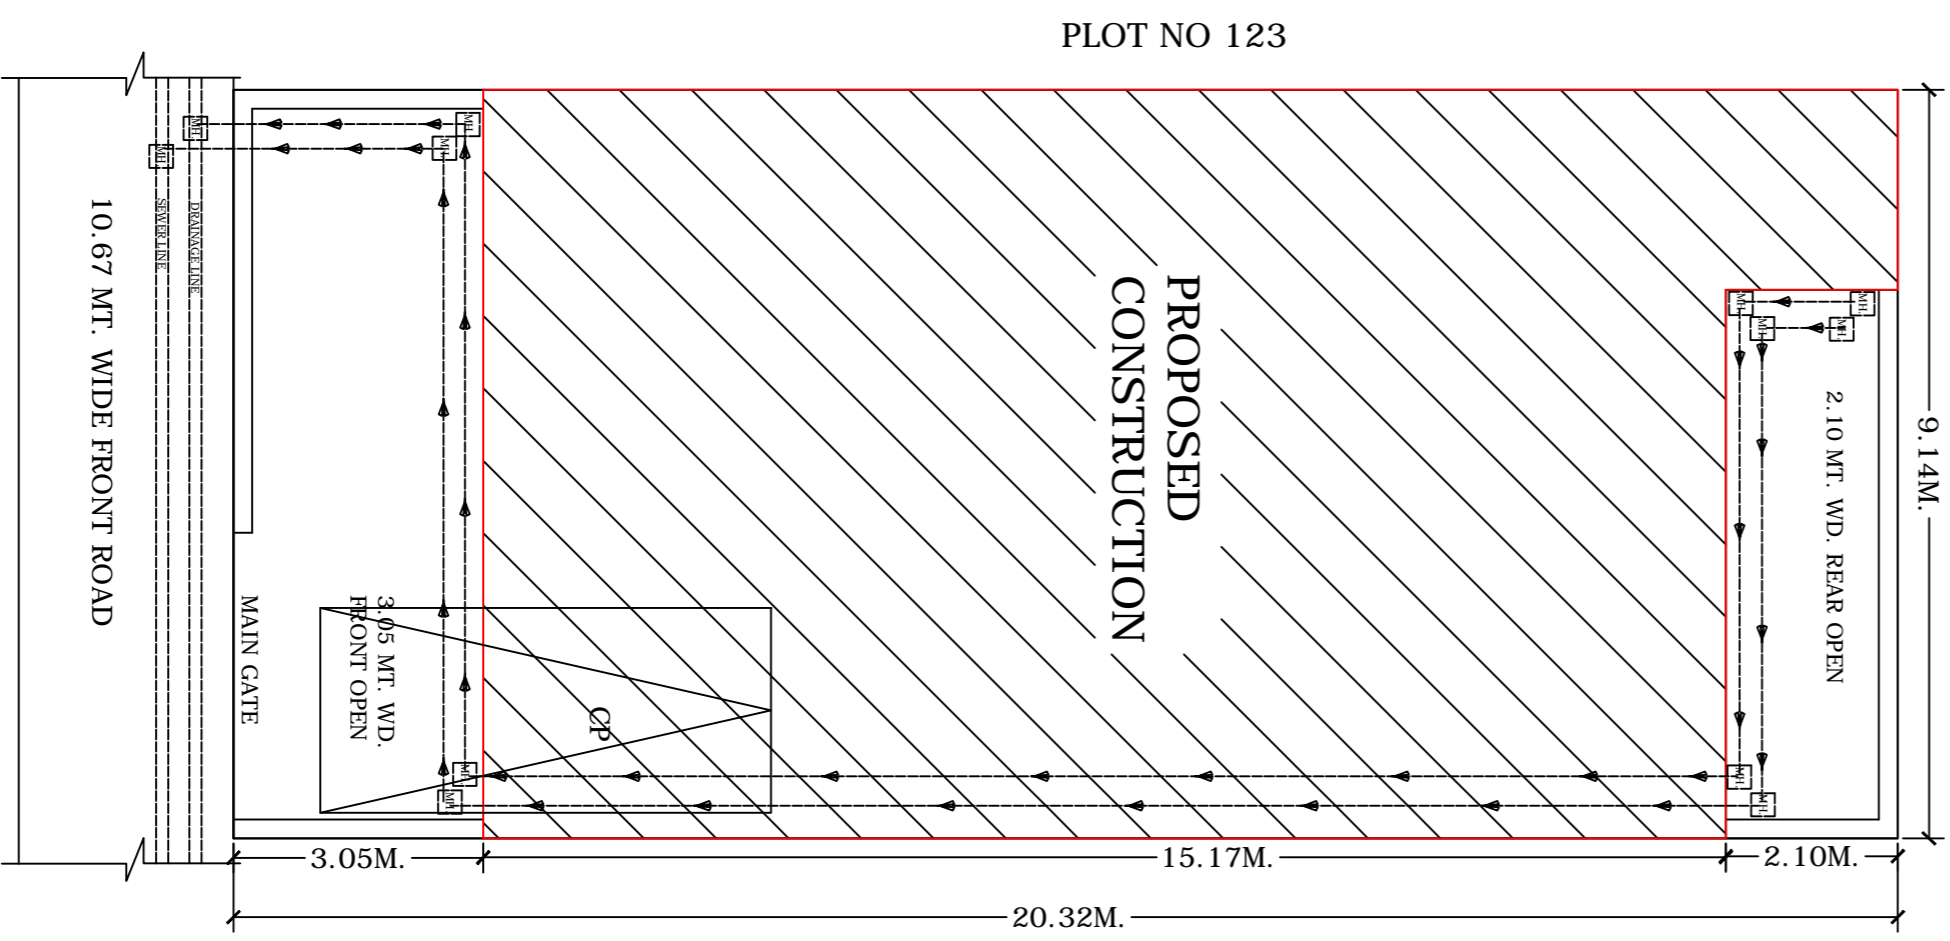 PLOT NO 123
MH.
MH.
MH.
MH.
SEWER LINE
DRAINAGE LINE
10.67 MT. WIDE FRONT ROAD
PROPOSED
CONSTRUCTION
MH.
MH.
MH.
MH.
2.10 MT. WD. REAR OPEN
9.14M.
MAIN GATE
3.05 MT. WD.
FRONT OPEN
CP
MH.
MH.
MH.
MH.
3.05M.
15.17M.
2.10M.
20.32M.